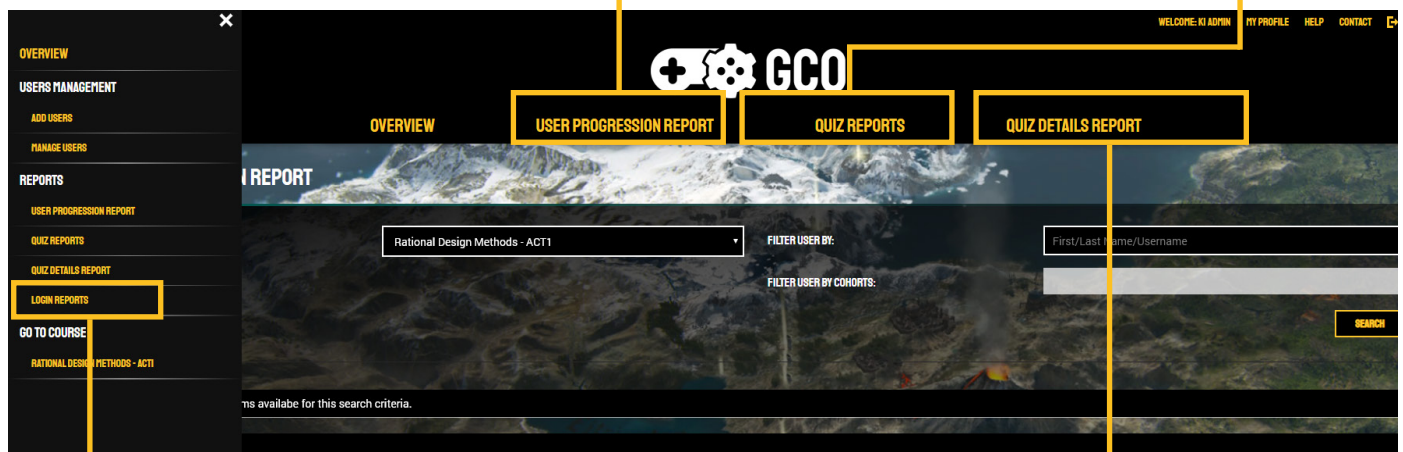 WELCOME: KI ADMIN MY PROFILE HELP CONTACT
GCO
OVERVIEW USER PROGRESSION REPORT QUIZ REPORTS QUIZ DETAILS REPORT
OVERVIEW
USERS MANAGEMENT
ADD USERS
MANAGE USERS
REPORTS
USER PROGRESSION REPORT
QUIZ REPORTS
QUIZ DETAILS REPORT
LOGIN REPORTS
GO TO COURSE
RATIONAL DESIGN METHODS - ACT1
REPORT
Rational Design Methods - ACT1
FILTER USER BY:
First/Last Name/Username
FILTER USER BY COHORTS:
SEARCH
availabe for this search criteria.